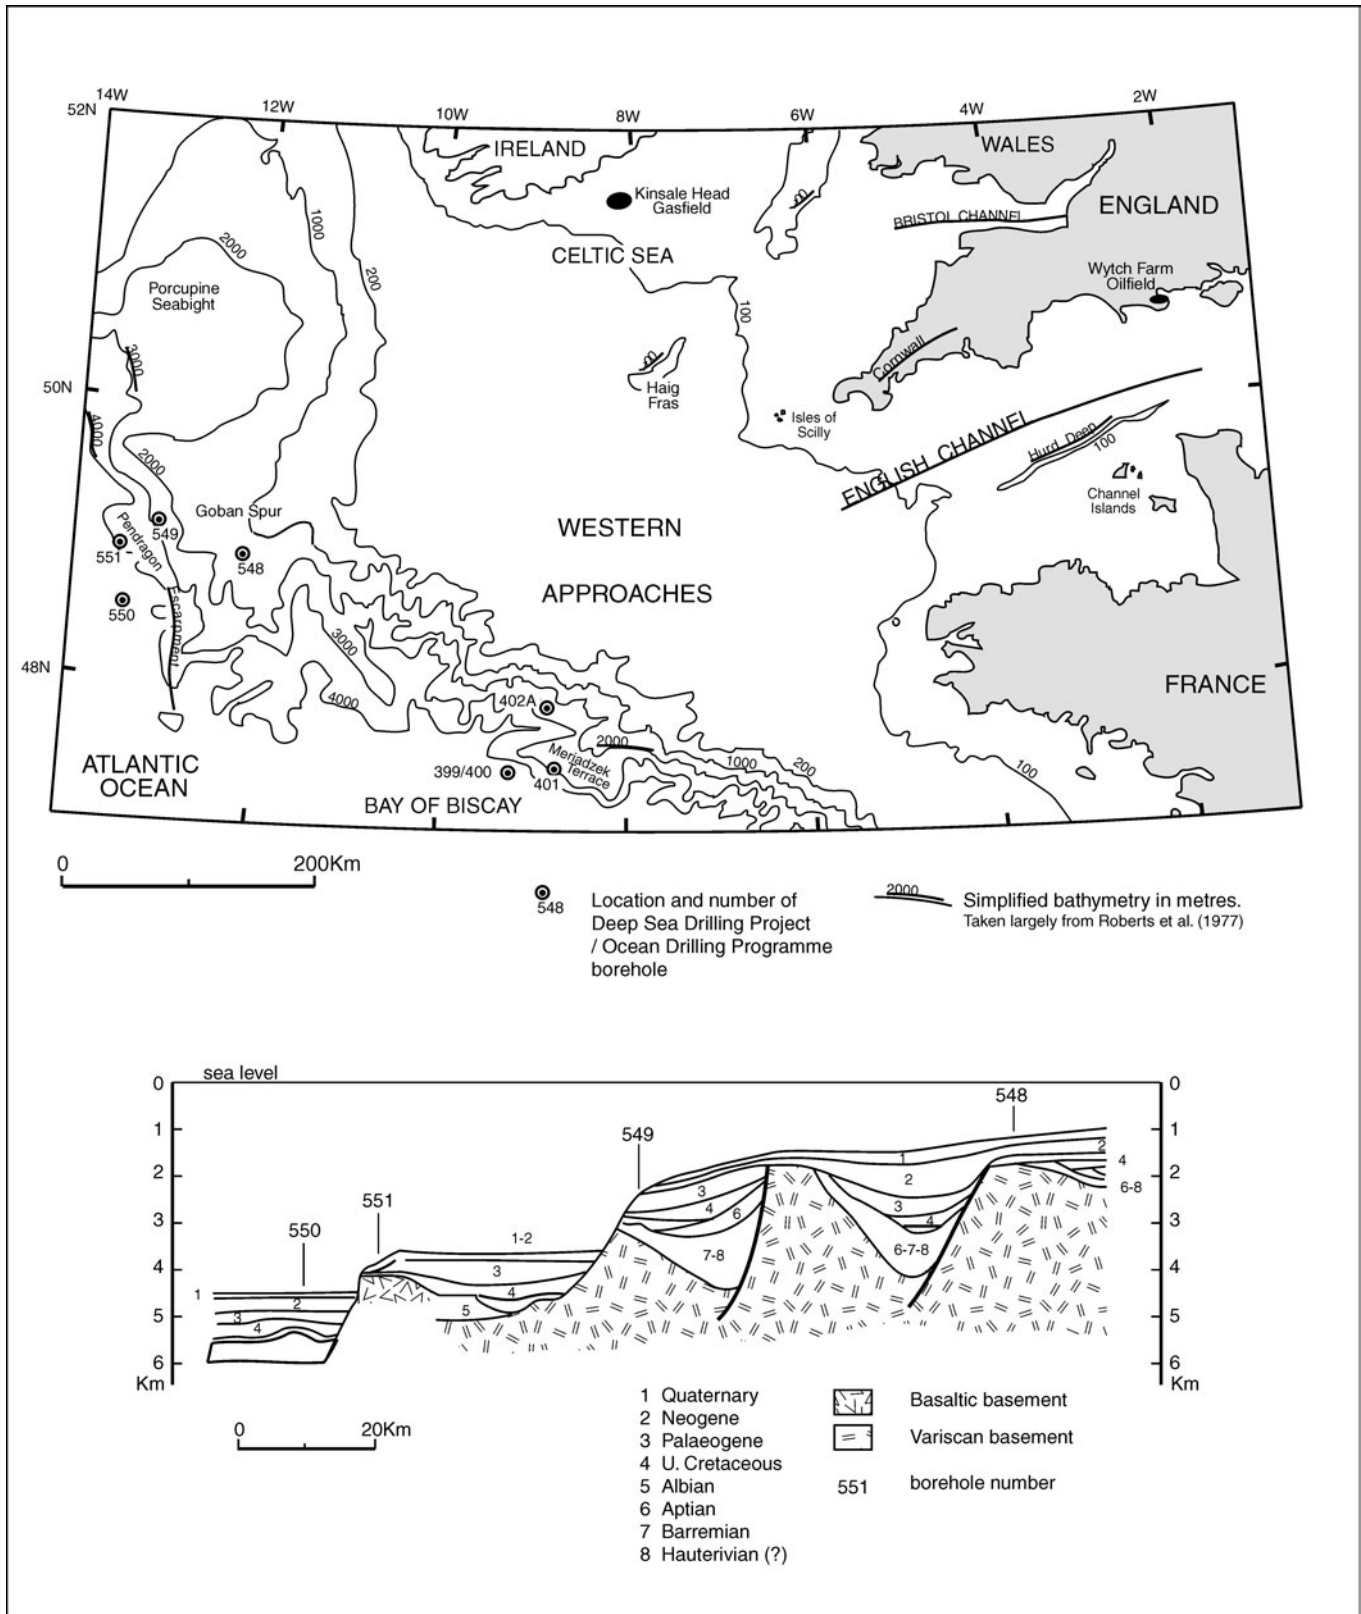 14W
52N
12W
10W
8W
6W
4W
2W
IRELAND
WALES
Kinsale Head
Gasfield
BRISTOL CHANNEL
ENGLAND
1000
2000
200
CELTIC SEA
Wytch Farm
Oilfield
Porcupine
Seabight
100
3000
Cornwall
50N
Haig
Fras
Isles of
Scilly
4000
2000
ENGLISH CHANNEL
Hurd Deep
100
Channel
Islands
Goban Spur
Pendragon
Escarpment
549
551
548
550
WESTERN
APPROACHES
3000
48N
4000
402A
FRANCE
2000
Meriadzek
Terrace
1000
200
100
ATLANTIC
OCEAN
399/400
401
BAY OF BISCAY
0 200Km
548
Location and number of
Deep Sea Drilling Project
/ Ocean Drilling Programme
borehole
2000
Simplified bathymetry in metres.
Taken largely from Roberts et al. (1977)
sea level
0 0
548
1 1
549
1
2
2 2
2
4
3
3
6-8
551
4
6
4
3 3
550
7-8
6-7-8
1-2
4 4
3
1
2
4
3
5
4
5 5
6 6
Km Km
0 20Km
1 Quaternary
2 Neogene
3 Palaeogene
4 U. Cretaceous
5 Albian
6 Aptian
7 Barremian
8 Hauterivian (?)
Basaltic basement
Variscan basement
551 borehole number